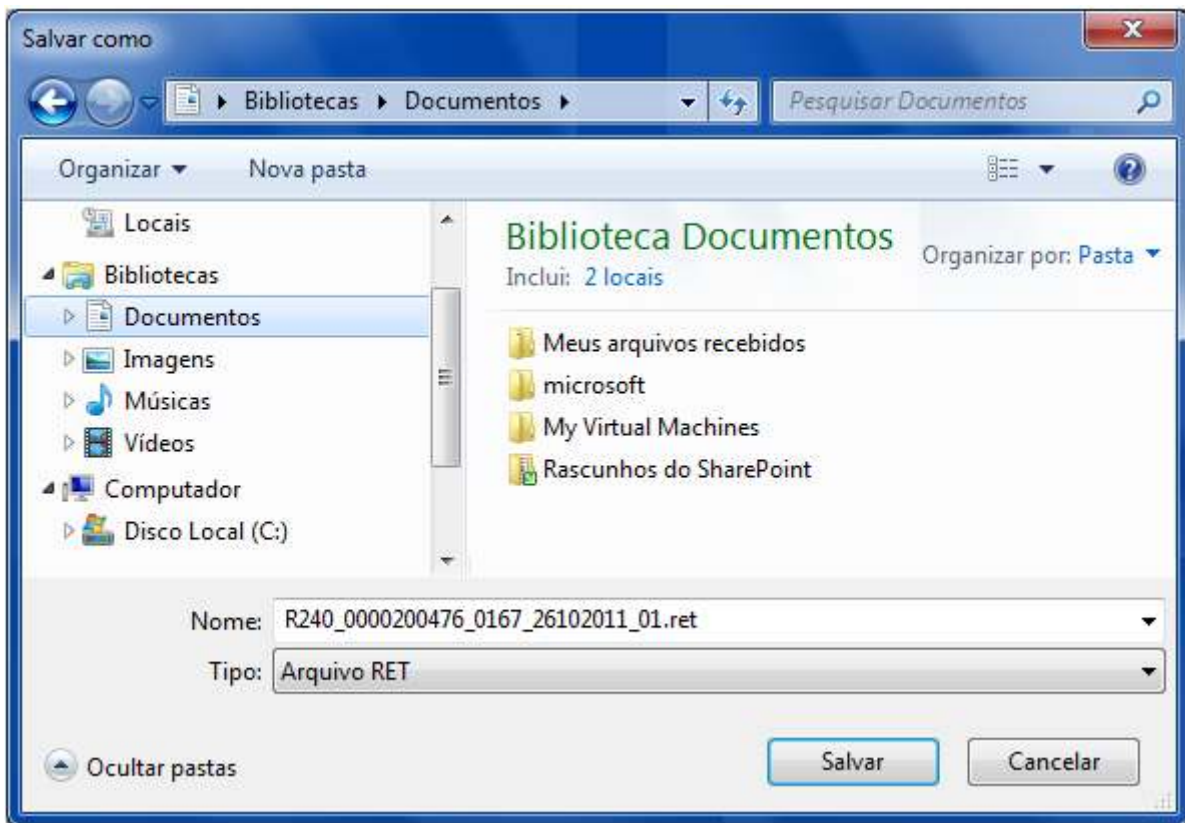 Salvar como
Bibliotecas Documentos
Pesquisar Documentos
Organizar Nova pasta
Locais
Bibliotecas
Documentos
Imagens
Músicas
Vídeos
Computador
Disco Local (C:)
Biblioteca Documentos
Inclui: 2 locais
Organizar por: Pasta
Meus arquivos recebidos
microsoft
My Virtual Machines
Rascunhos do SharePoint
Nome: R240_0000200476_0167_26102011_01.ret
Tipo: Arquivo RET
Ocultar pastas
Salvar
Cancelar